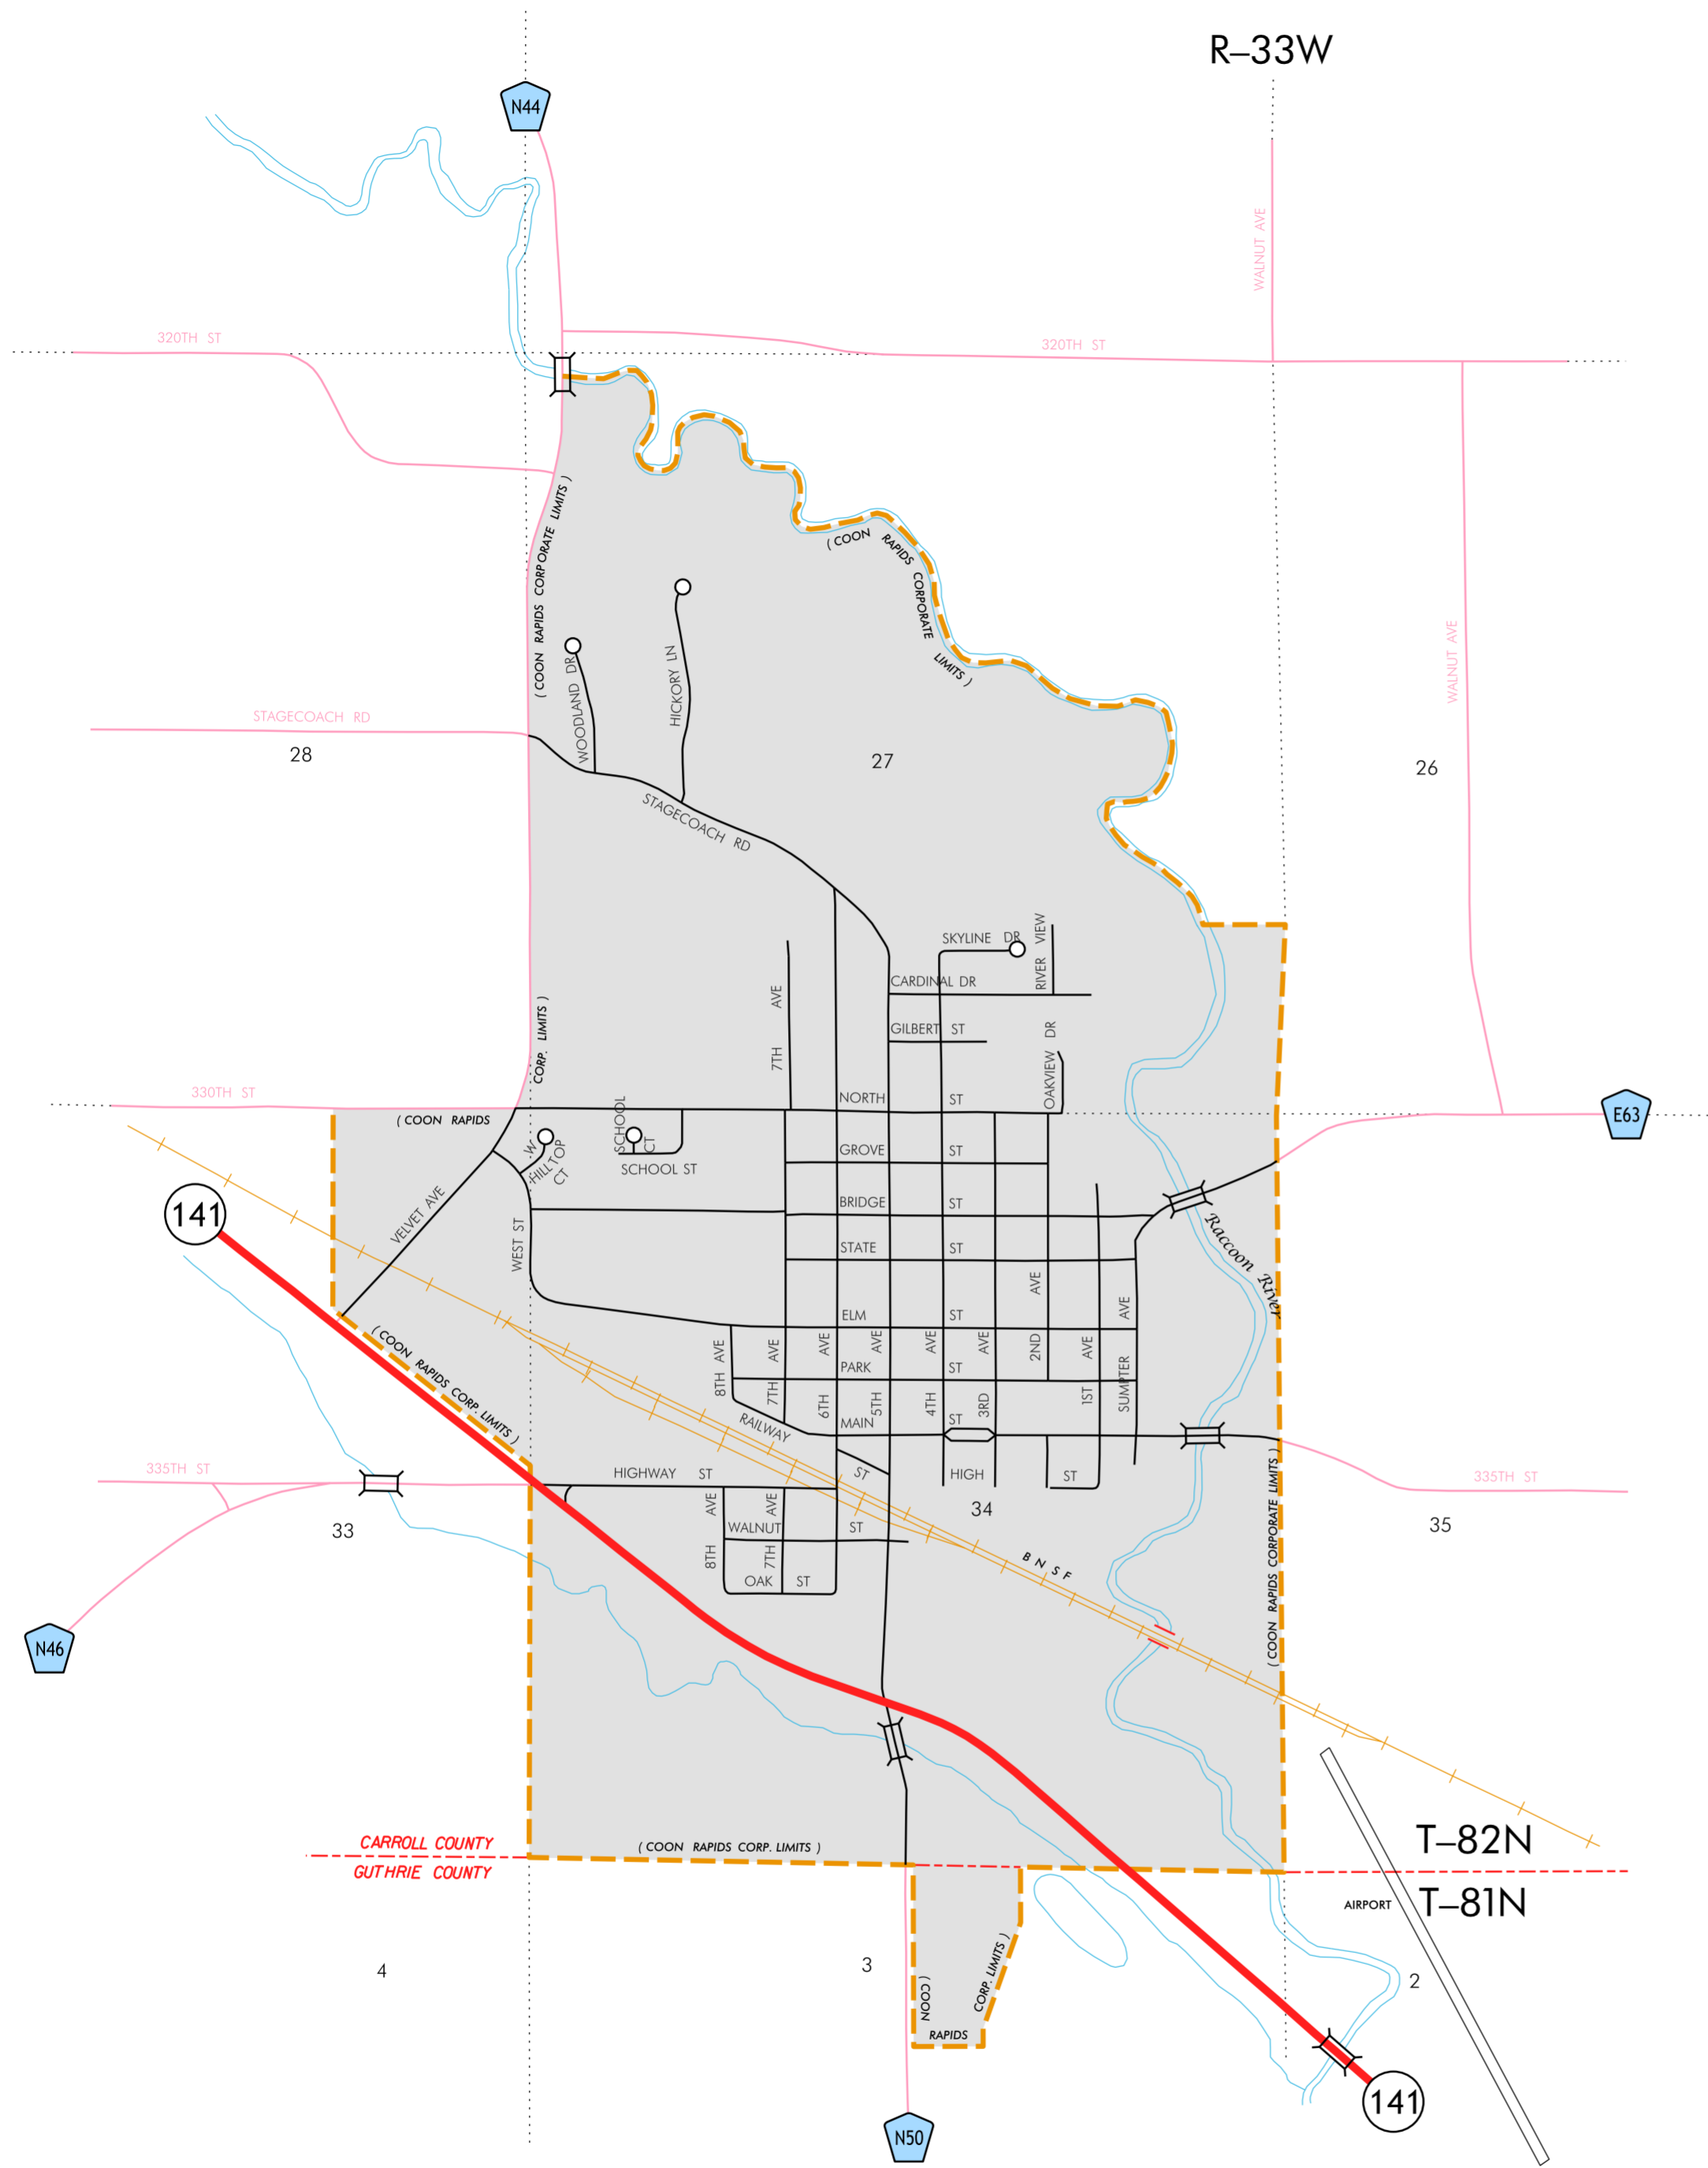 R–33W
N44
WALNUT AVE
320TH ST
320TH ST
( COON RAPIDS CORPORATE LIMITS )
( COON RAPIDS CORPORATE LIMITS )
WOODLAND DR
HICKORY LN
WALNUT AVE
STAGECOACH RD
28
27
26
STAGECOACH RD
SKYLINE DR
RIVER VIEW
CARDINAL DR
7TH AVE
GILBERT ST
OAKVIEW DR
330TH ST
( COON RAPIDS CORP. LIMITS )
NORTH ST
E63
SCHOOL CT
W HILLTOP CT
SCHOOL ST
GROVE ST
141
VELVET AVE
WEST ST
BRIDGE ST
Raccoon River
STATE ST
ELM ST
8TH AVE
7TH AVE
6TH AVE
5TH AVE
4TH AVE
3RD AVE
2ND AVE
1ST AVE
SUMPTER AVE
PARK ST
( COON RAPIDS CORP. LIMITS )
RAILWAY ST
MAIN ST
335TH ST
HIGHWAY ST
HIGH ST
335TH ST
33
34
35
8TH AVE
7TH AVE
WALNUT ST
OAK ST
BNSF
( COON RAPIDS CORPORATE LIMITS )
N46
CARROLL COUNTY
GUTHRIE COUNTY
( COON RAPIDS CORP. LIMITS )
T–82N
T–81N
AIRPORT
4
3
2
( COON RAPIDS CORP. LIMITS )
141
N50